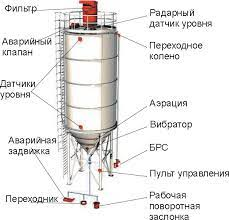 Фильтр
Аварийный
клапан
Датчики
уровня
Аварийная
задвижка
Переходник
Радарный
датчик уровня
Переходное
колено
Аэрация
Вибратор
БРС
Пульт управления
Рабочая
поворотная
заслонка